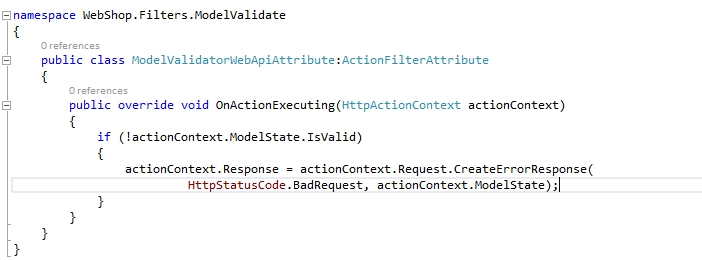 namespace WebShop.Filters.ModelValidate
{
0 references
public class ModelValidatorWebApiAttribute:ActionFilterAttribute
{
0 references
public override void OnActionExecuting(HttpActionContext actionContext)
{
if (!actionContext.ModelState.IsValid)
{
actionContext.Response = actionContext.Request.CreateErrorResponse(
HttpStatusCode.BadRequest, actionContext.ModelState);
}
}
}
}